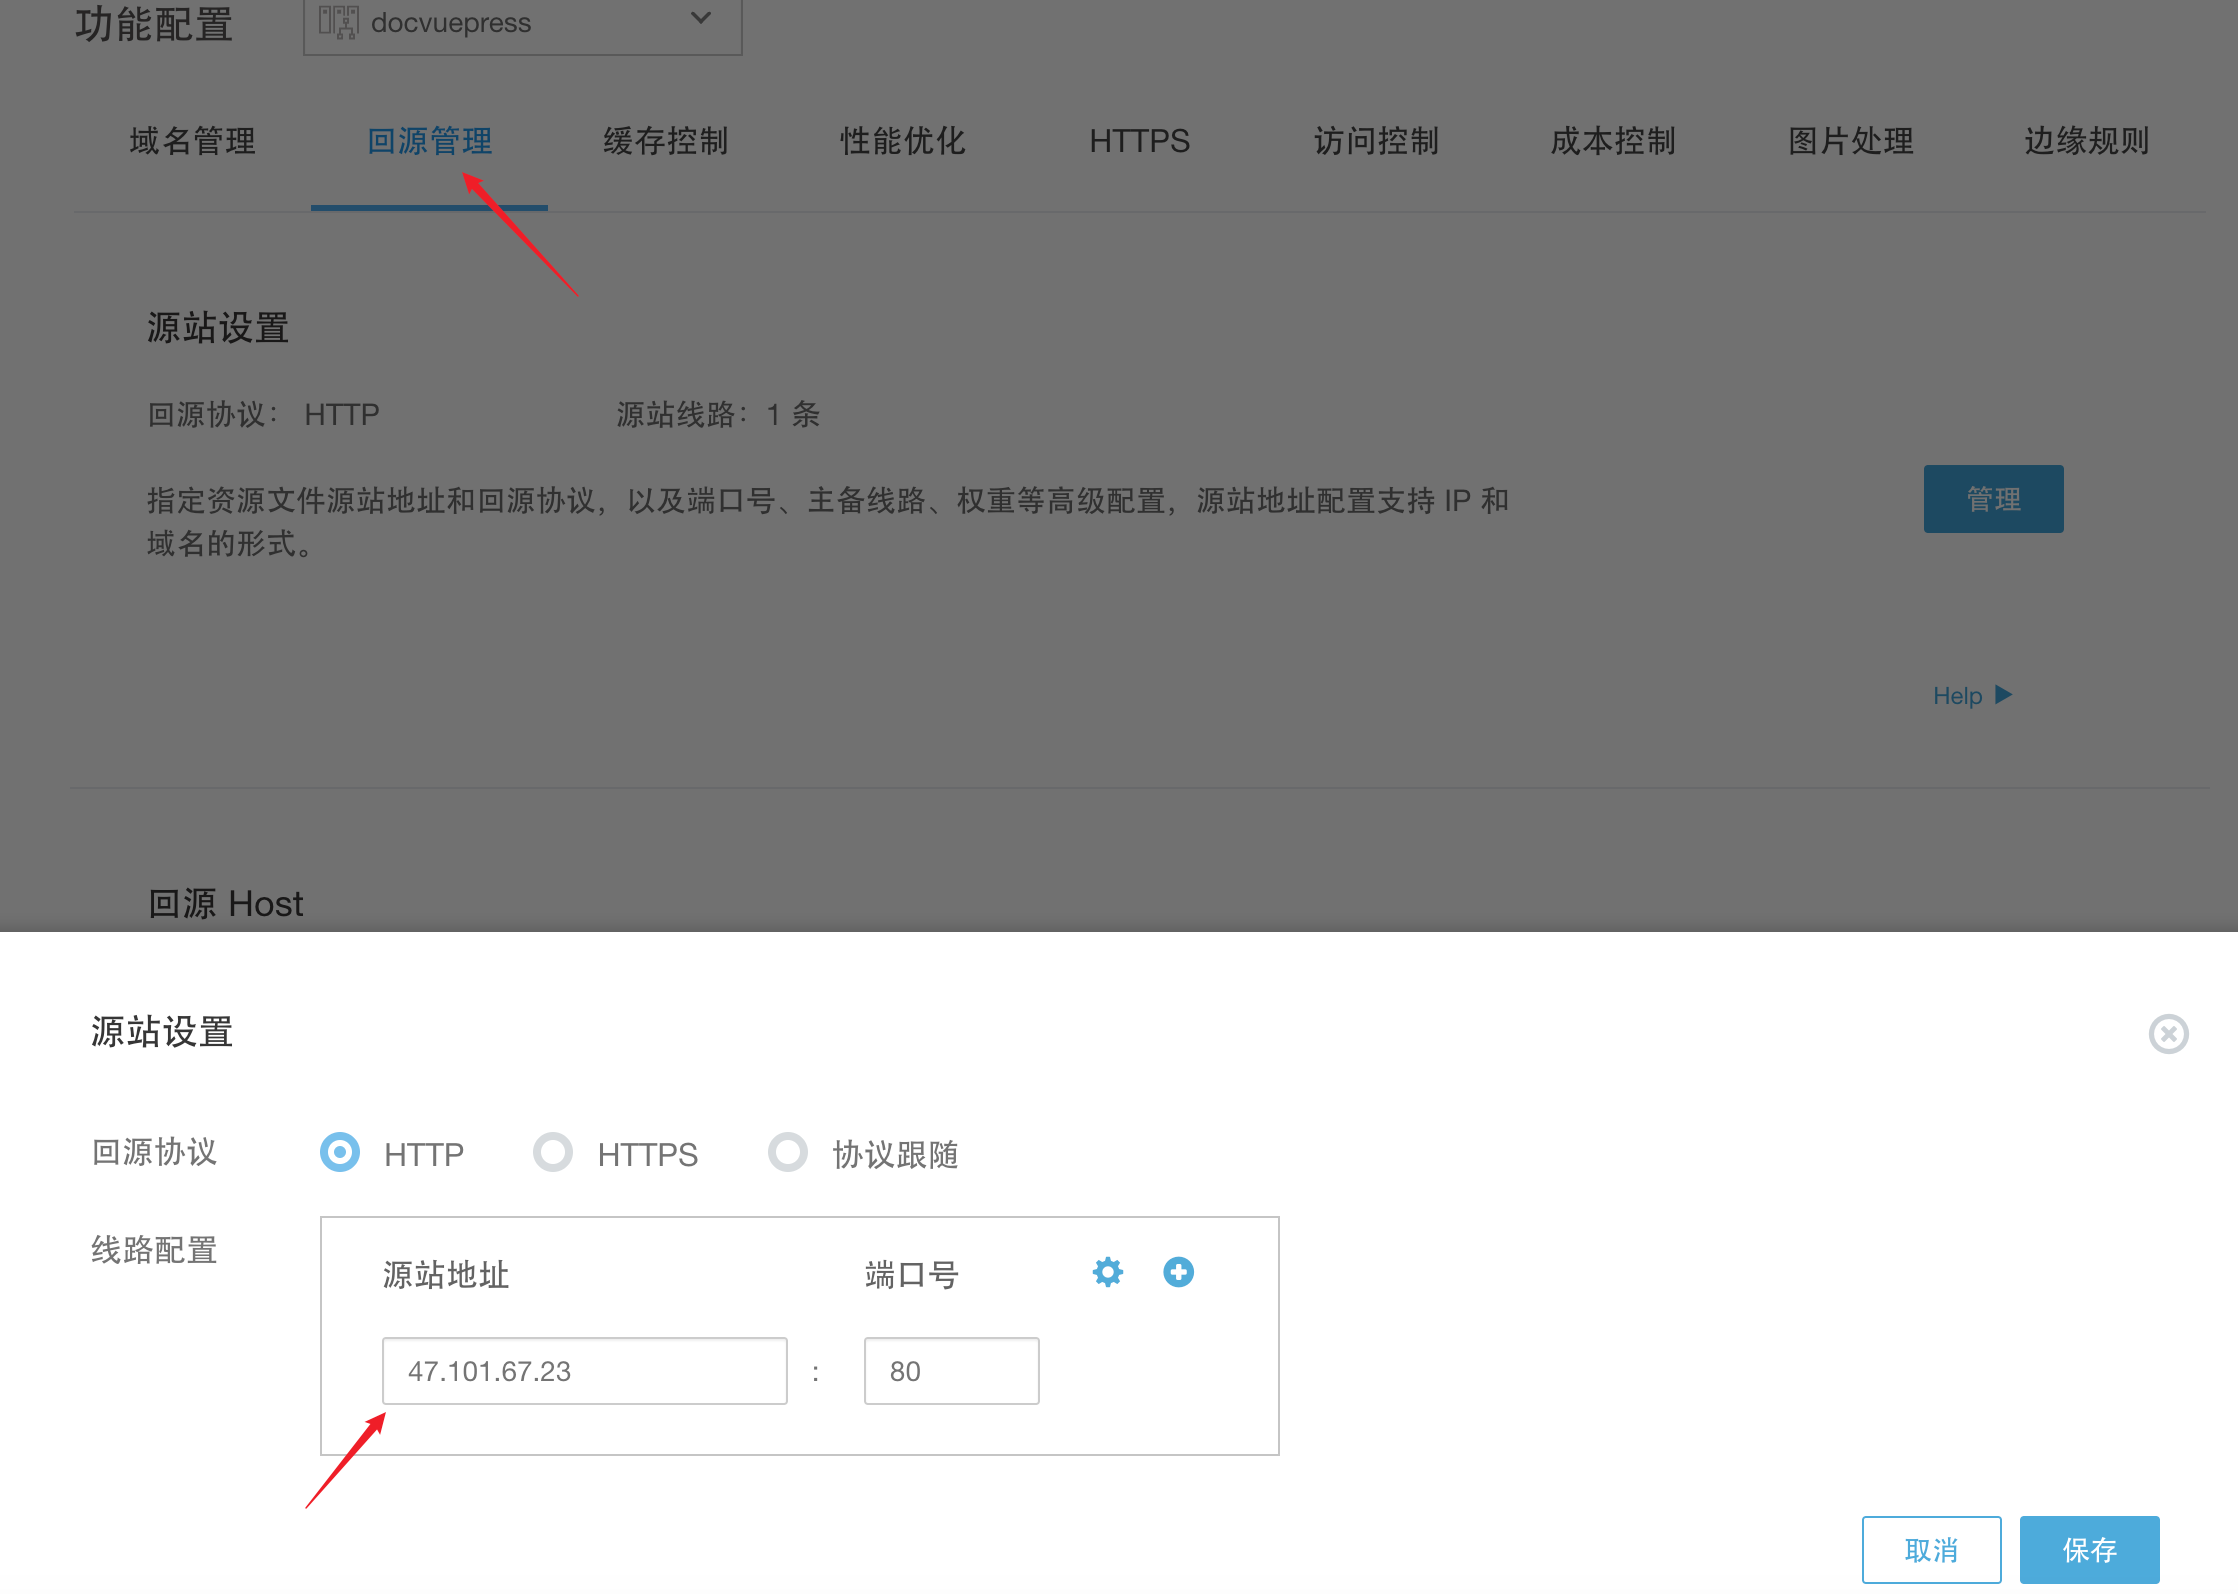 功能配置
docvuepress
域名管理 回源管理 缓存控制 性能优化 HTTPS 访问控制 成本控制 图片处理 边缘规则
源站设置
回源协议： HTTP 源站线路：1 条
指定资源文件源站地址和回源协议，以及端口号、主备线路、权重等高级配置，源站地址配置支持 IP 和
域名的形式。
管理
Help
回源 Host
源站设置
回源协议 HTTP HTTPS 协议跟随
线路配置
源站地址 端口号
47.101.67.23 : 80
取消 保存